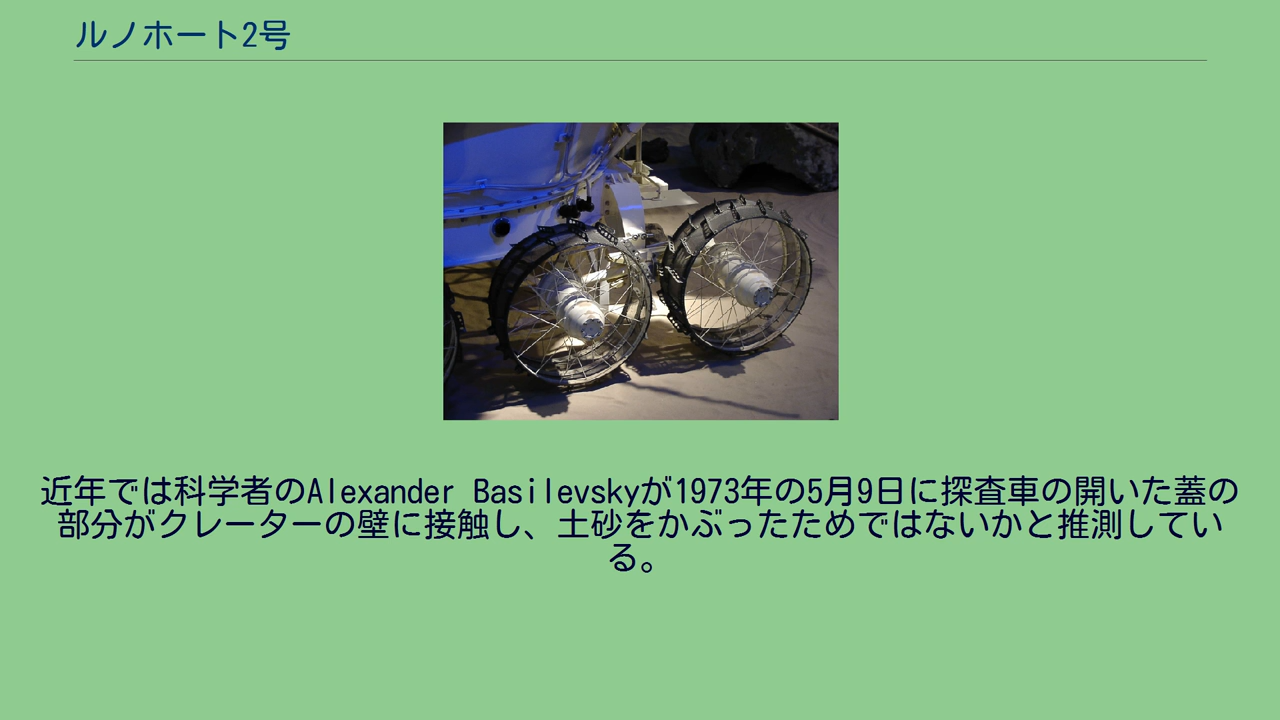 ルノホート2号
近年では科学者のAlexander Basilevskyが1973年の5月9日に探査車の開いた蓋の
部分がクレーターの壁に接触し、土砂をかぶったためではないかと推測してい
る。